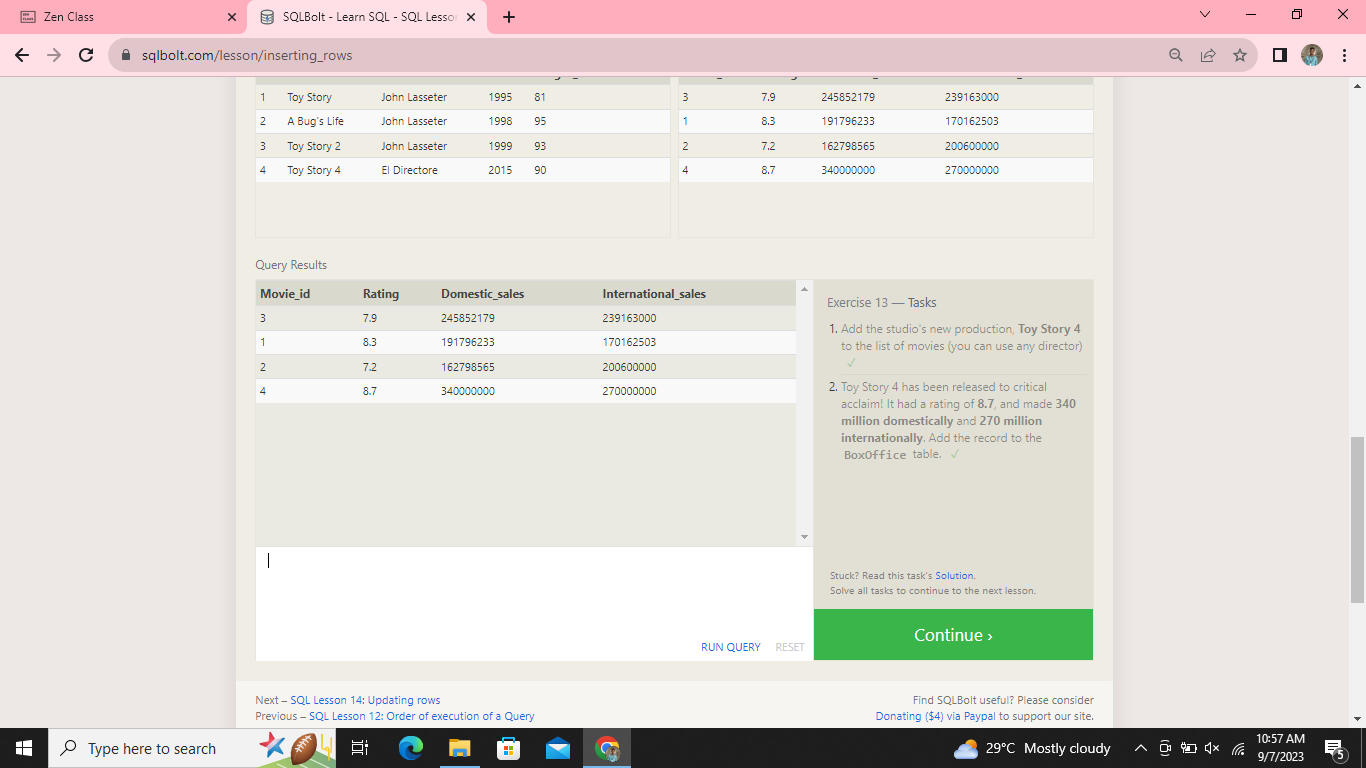 Zen Class
SQLBolt - Learn SQL - SQL Lesson
sqlbolt.com/lesson/inserting_rows
1 Toy Story John Lasseter 1995 81
2 A Bug's Life John Lasseter 1998 95
3 Toy Story 2 John Lasseter 1999 93
4 Toy Story 4 El Directore 2015 90
3 7.9 245852179 239163000
1 8.3 191796233 170162503
2 7.2 162798565 200600000
4 8.7 340000000 270000000
Query Results
Movie_id Rating Domestic_sales International_sales
3 7.9 245852179 239163000
1 8.3 191796233 170162503
2 7.2 162798565 200600000
4 8.7 340000000 270000000
Exercise 13 — Tasks
1. Add the studio's new production, Toy Story 4
to the list of movies (you can use any director)
✓
2. Toy Story 4 has been released to critical
acclaim! It had a rating of 8.7, and made 340
million domestically and 270 million
internationally. Add the record to the
BoxOffice table. ✓
Stuck? Read this task's Solution.
Solve all tasks to continue to the next lesson.
RUN QUERY RESET
Continue ›
Next – SQL Lesson 14: Updating rows
Previous – SQL Lesson 12: Order of execution of a Query
Find SQLBolt useful? Please consider
Donating ($4) via Paypal to support our site.
Type here to search
29°C Mostly cloudy
10:57 AM
9/7/2023
5